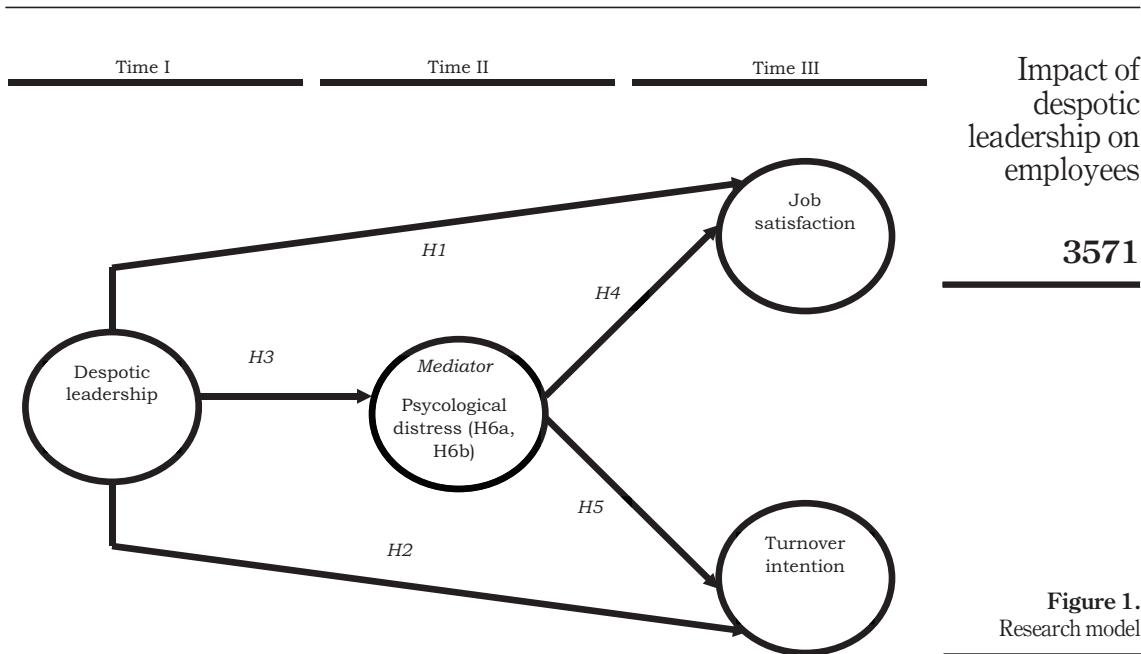 Time I
Time II
Time III
Impact of
despotic
leadership on
employees
3571
Job
satisfaction
H1
H4
H3
Despotic
leadership
Mediator
Psycological
distress (H6a,
H6b)
H5
H2
Turnover
intention
Figure 1.
Research model